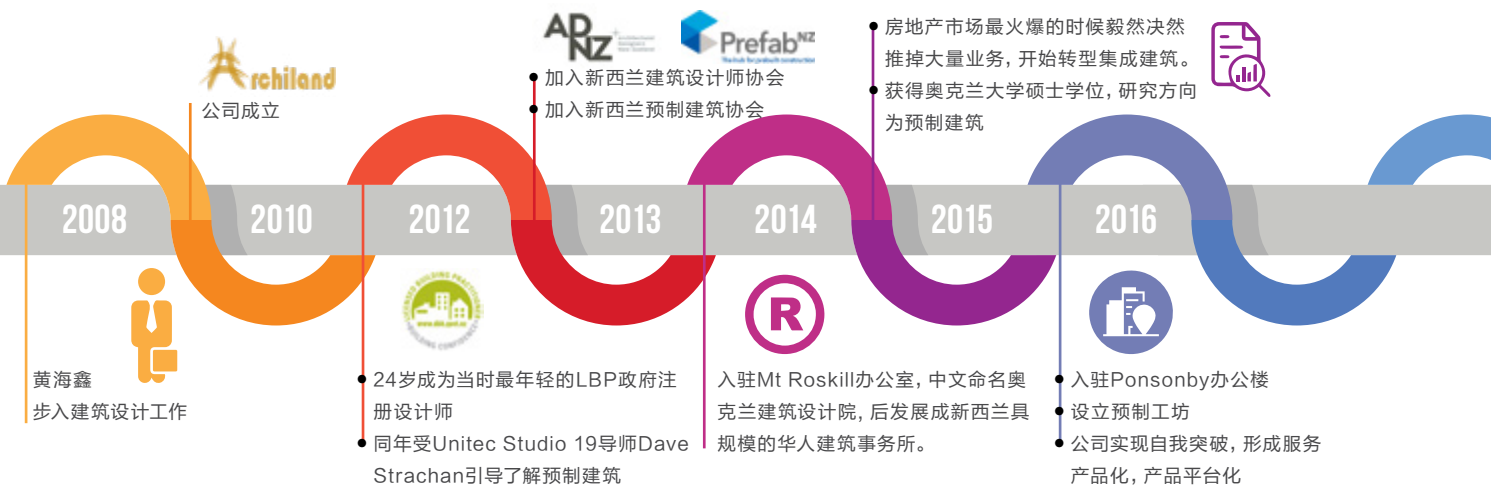 2008
黄海鑫
步入建筑设计工作
Archiland
公司成立
2010
2012
www.lbp.govt.nz
BUILDING CONFIDENCE
24岁成为当时最年轻的LBP政府注
册设计师
同年受Unitec Studio 19导师Dave
Strachan引导了解预制建筑
ADNZ
Prefab NZ
The hub for prebuilt construction
加入新西兰建筑设计师协会
加入新西兰预制建筑协会
2013
2014
R
入驻Mt Roskill办公室, 中文命名奥
克兰建筑设计院, 后发展成新西兰具
规模的华人建筑事务所。
房地产市场最火爆的时候毅然决然
推掉大量业务, 开始转型集成建筑。
获得奥克兰大学硕士学位, 研究方向
为预制建筑
2015
2016
入驻Ponsonby办公楼
设立预制工坊
公司实现自我突破, 形成服务
产品化, 产品平台化